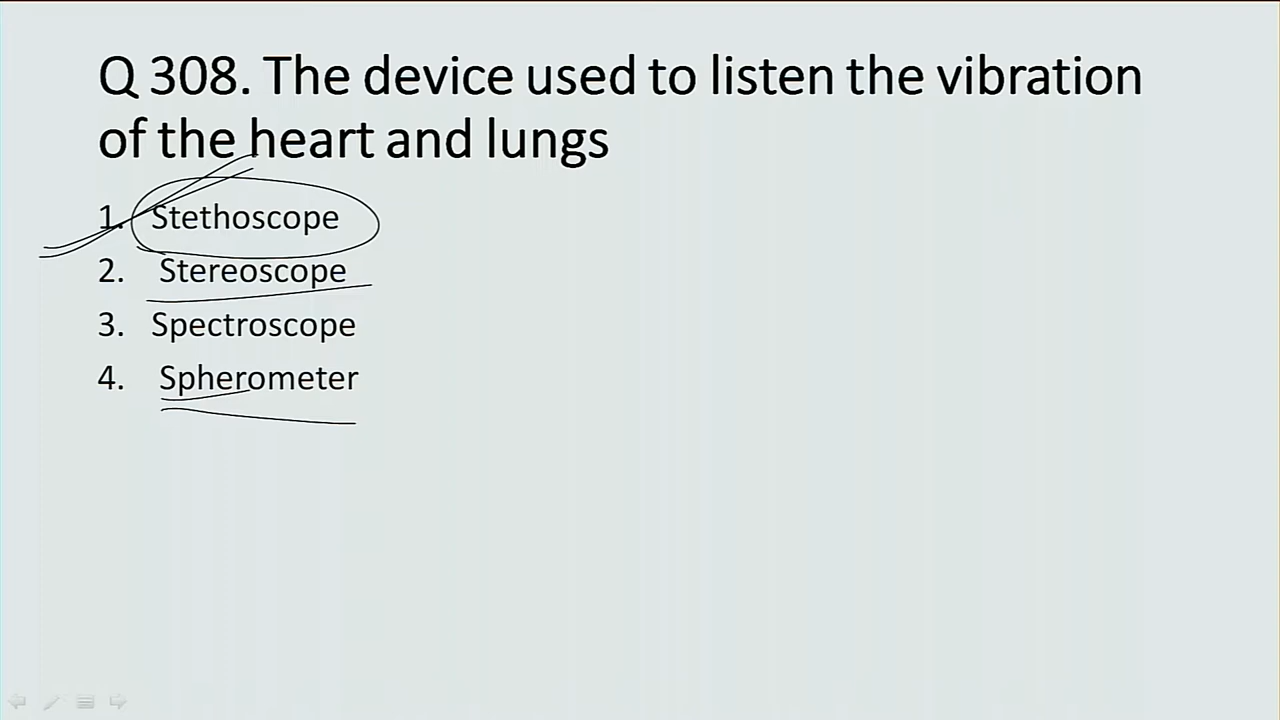 Q 308. The device used to listen the vibration
of the heart and lungs
1. Stethoscope
2. Stereoscope
3. Spectroscope
4. Spherometer